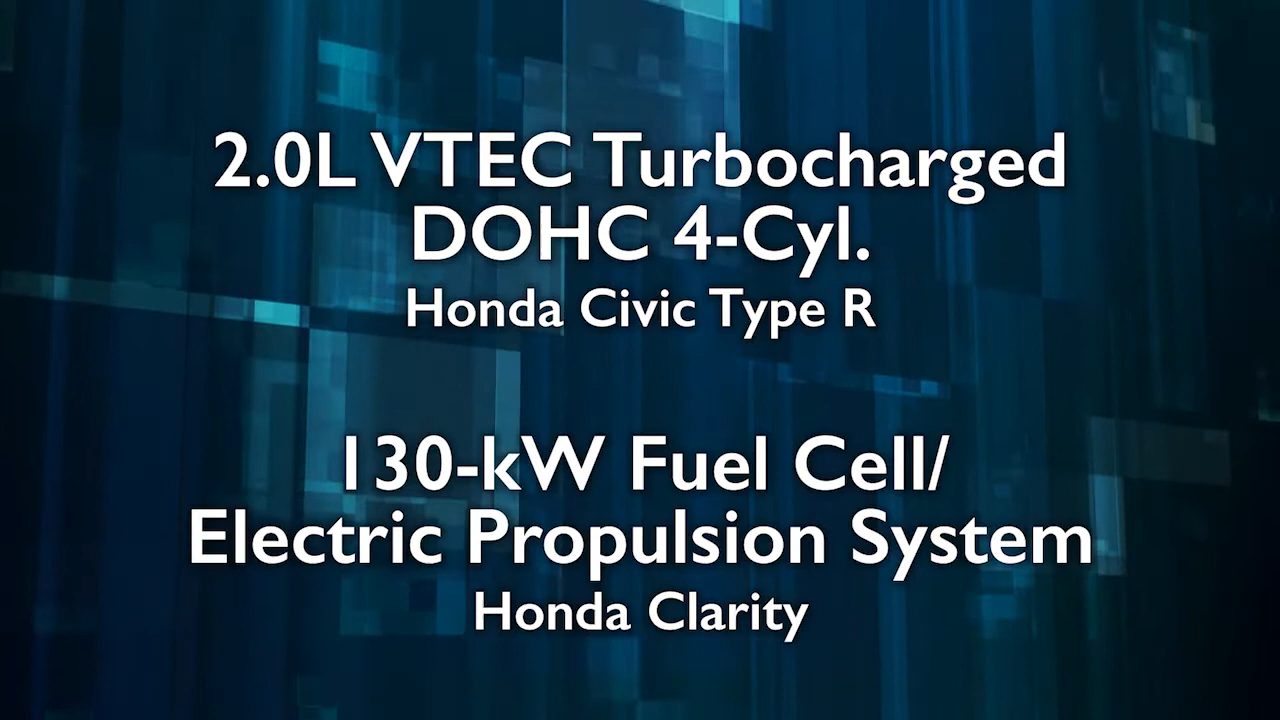 2.0L VTEC Turbocharged
DOHC 4-Cyl.
Honda Civic Type R
130-kW Fuel Cell/
Electric Propulsion System
Honda Clarity